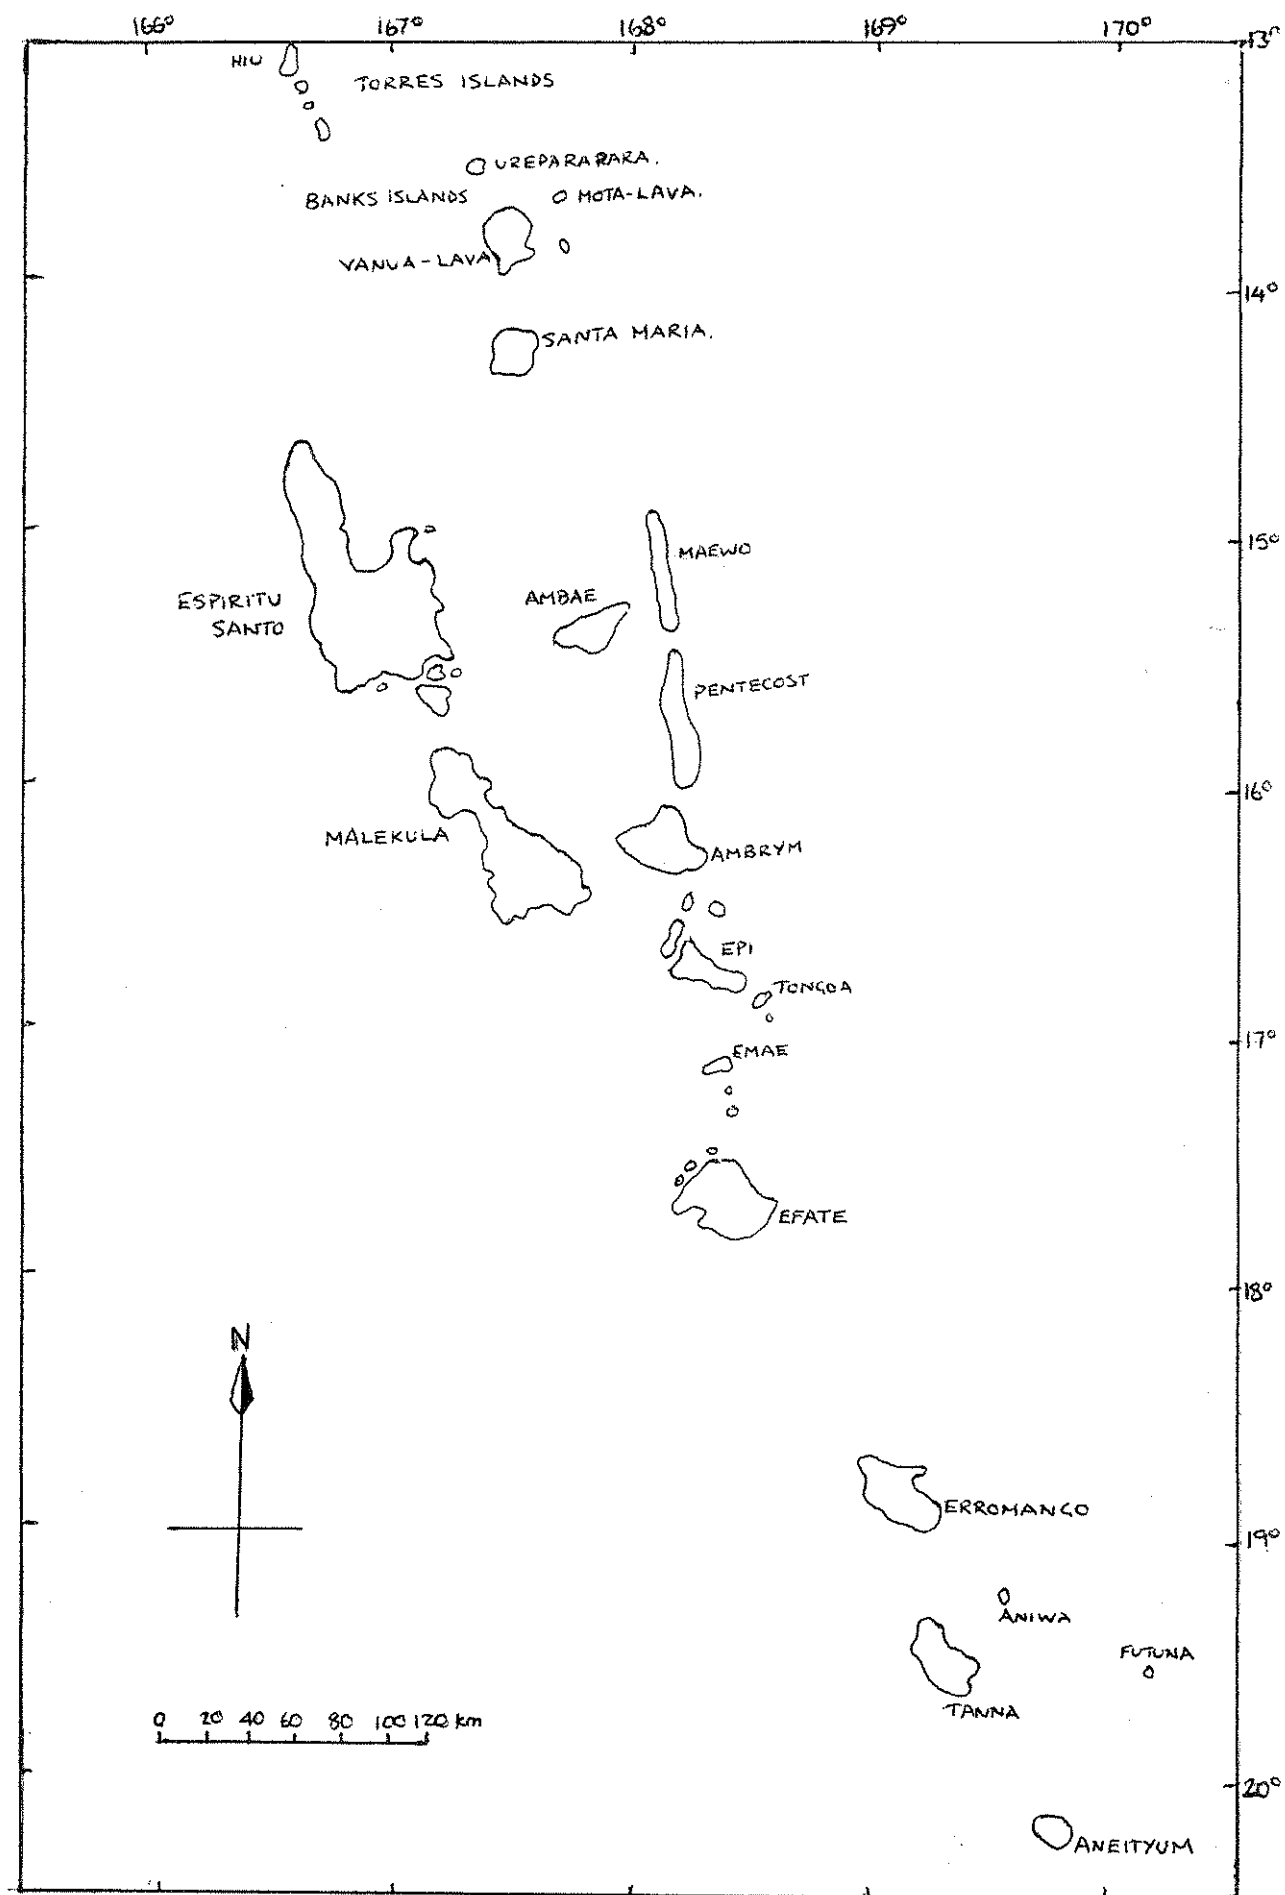 166° 167° 168° 169° 170°
13°
HIU
TORRES ISLANDS
UREPARAPARA.
BANKS ISLANDS
MOTA-LAVA.
VANUA-LAVA
14°
SANTA MARIA.
15°
MAEWO
AMBAE
ESPIRITU
SANTO
PENTECOST
16°
MALEKULA
AMBRYM
EPI
TONGOA
17°
EMAE
EFATE
18°
N
ERROMANGO
19°
ANIWA
FUTUNA
TANNA
0 20 40 60 80 100 120 km
20°
ANEITYUM